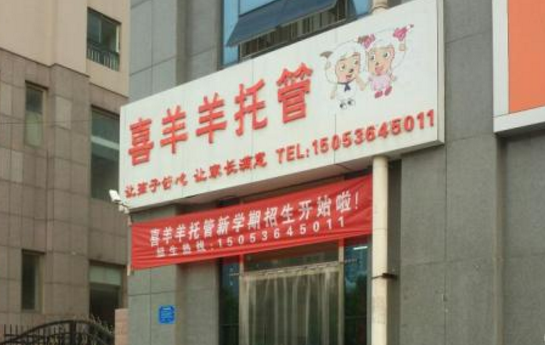 喜羊羊托管
让孩子开心 让家长满意 TEL:15053645011
喜羊羊托管新学期招生开始啦!
招生热线:15053645011